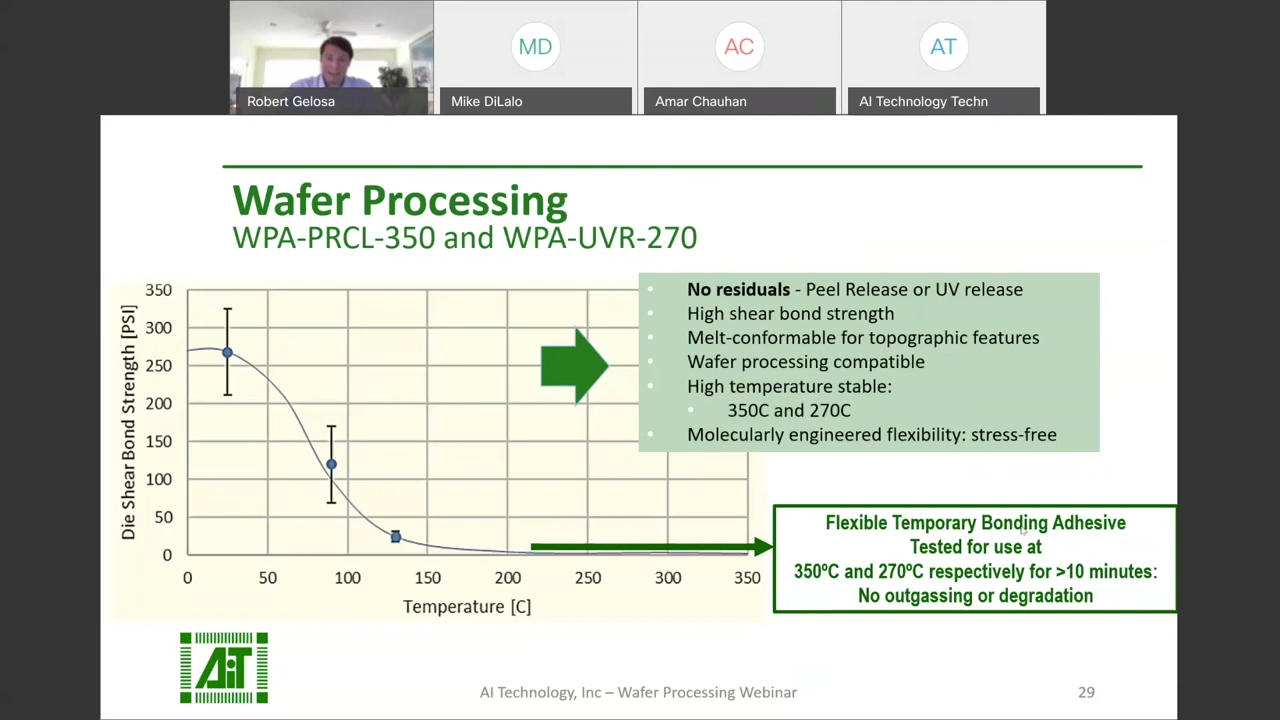 MD
AC
AT
Robert Gelosa
Mike DiLalo
Amar Chauhan
AI Technology Techn
Wafer Processing
WPA-PRCL-350 and WPA-UVR-270
Die Shear Bond Strength [PSI]
350
300
250
200
150
100
50
0
0
50
100
150
200
250
300
350
Temperature [C]
No residuals - Peel Release or UV release
High shear bond strength
Melt-conformable for topographic features
Wafer processing compatible
High temperature stable:
350C and 270C
Molecularly engineered flexibility: stress-free
Flexible Temporary Bonding Adhesive
Tested for use at
350ºC and 270ºC respectively for >10 minutes:
No outgassing or degradation
AiT
AI Technology, Inc – Wafer Processing Webinar
29